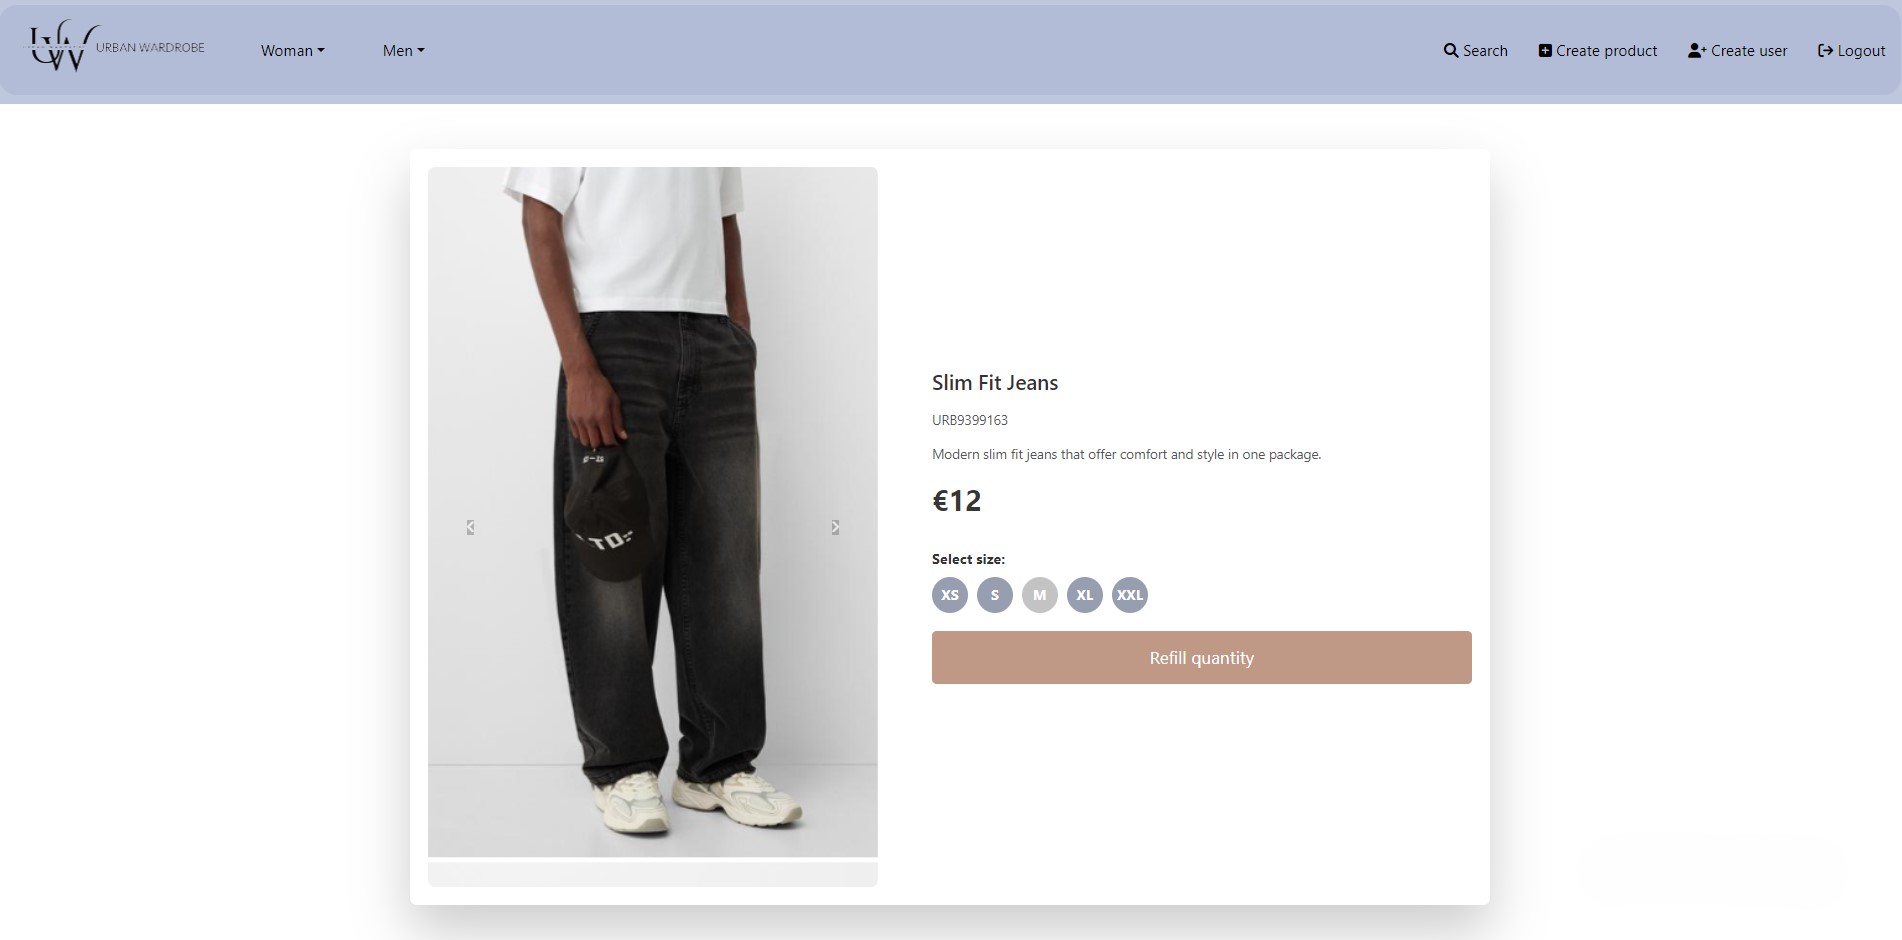 URBAN WARDROBE
Woman
Men
Search
Create product
Create user
Logout
Slim Fit Jeans
URB9399163
Modern slim fit jeans that offer comfort and style in one package.
€12
Select size:
XS S M XL XXL
Refill quantity